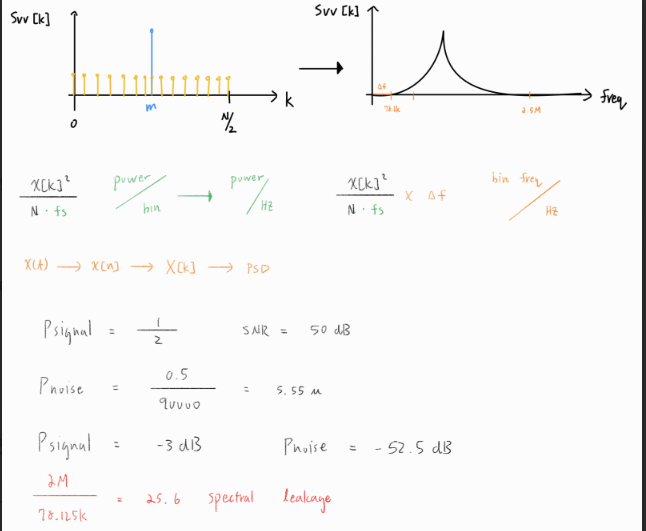 Svv [k]
k
m
0
N/2
Svv [k]
freq
Δf
78.1k
2.5M
X[k]² / N · fs
power / bin → power / Hz
X[k]² / N · fs × Δf
bin freq / Hz
X(t) → X[n] → X[k] → PSD
Psignal = 1/2 SNR = 50 dB
Pnoise = 0.5 / 90000 = 5.55 u
Psignal = -3 dB Pnoise = -52.5 dB
2M / 78.125k = 25.6 spectral leakage